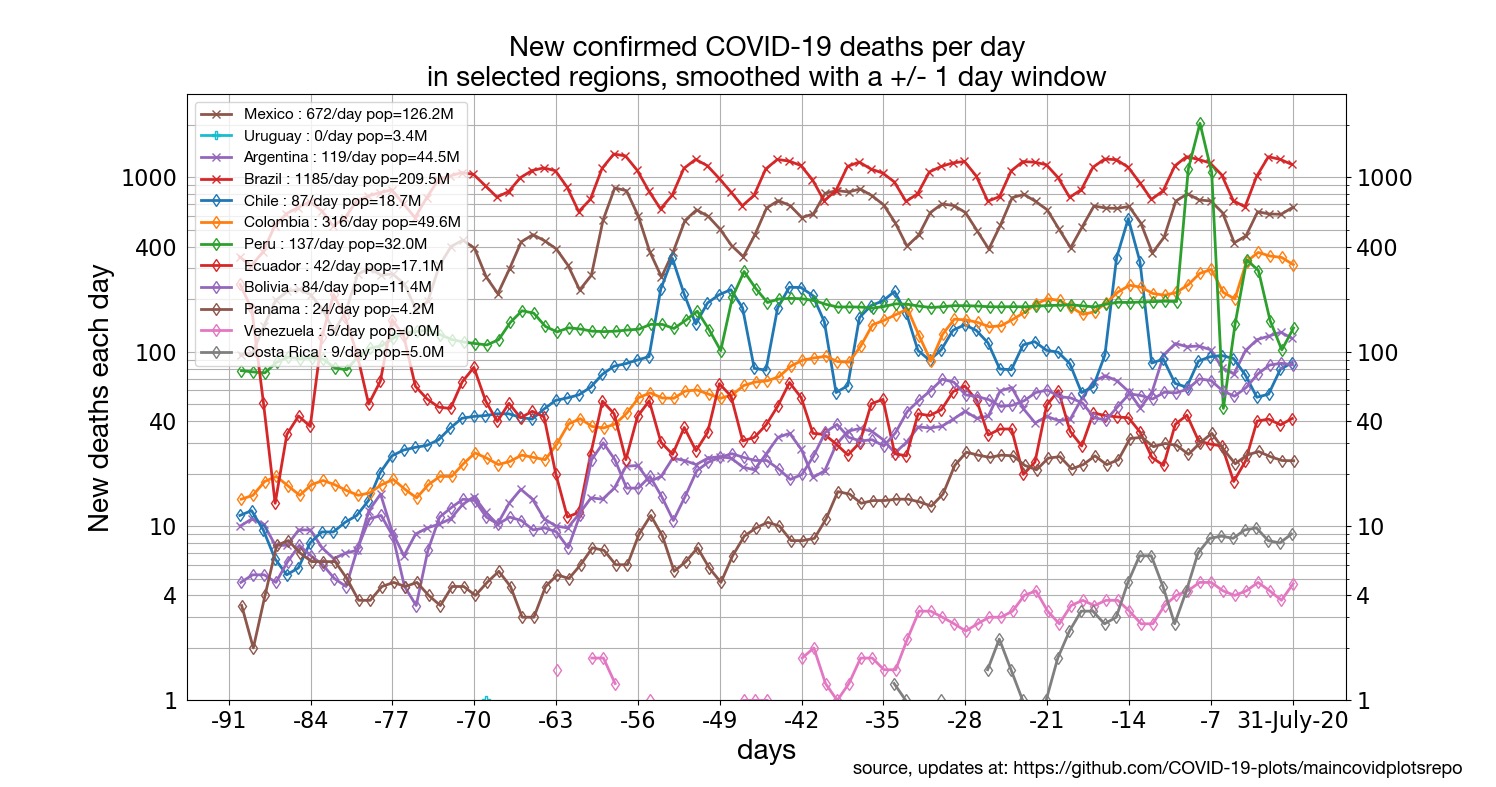 New confirmed COVID-19 deaths per day
in selected regions, smoothed with a +/- 1 day window
Mexico : 672/day pop=126.2M
Uruguay : 0/day pop=3.4M
Argentina : 119/day pop=44.5M
Brazil : 1185/day pop=209.5M
Chile : 87/day pop=18.7M
Colombia : 316/day pop=49.6M
Peru : 137/day pop=32.0M
Ecuador : 42/day pop=17.1M
Bolivia : 84/day pop=11.4M
Panama : 24/day pop=4.2M
Venezuela : 5/day pop=0.0M
Costa Rica : 9/day pop=5.0M
New deaths each day
1000
400
100
40
10
4
1
1000
400
100
40
10
4
1
-91 -84 -77 -70 -63 -56 -49 -42 -35 -28 -21 -14 -7 31-July-20
days
source, updates at: https://github.com/COVID-19-plots/maincovidplotsrepo